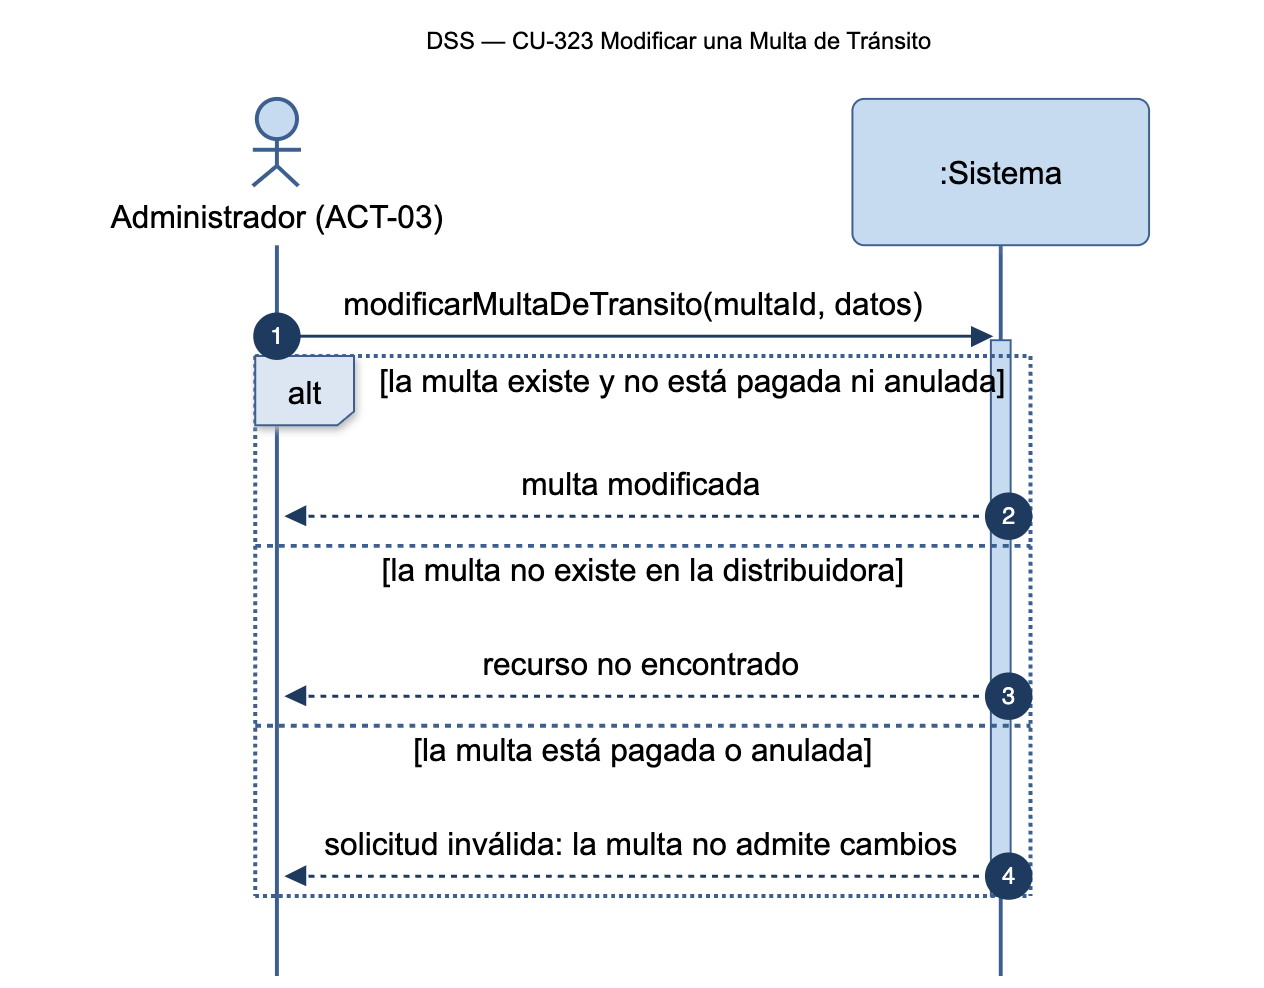 DSS — CU-323 Modificar una Multa de Tránsito
Administrador (ACT-03)
:Sistema
modificarMultaDeTransito(multaId, datos)
1
alt
[la multa existe y no está pagada ni anulada]
multa modificada
2
[la multa no existe en la distribuidora]
recurso no encontrado
3
[la multa está pagada o anulada]
solicitud inválida: la multa no admite cambios
4